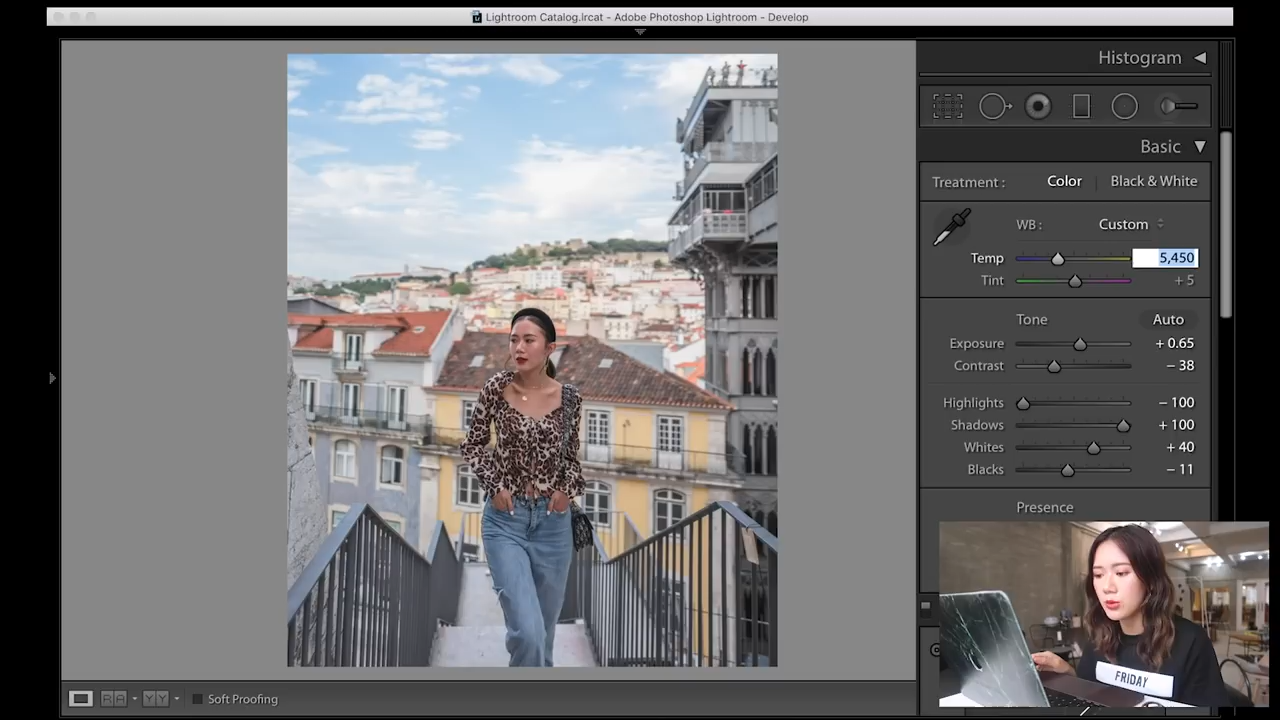 Lightroom Catalog.lrcat - Adobe Photoshop Lightroom - Develop
Histogram
Basic
Treatment : Color Black & White
WB : Custom
Temp 5,450
Tint + 5
Tone Auto
Exposure + 0.65
Contrast − 38
Highlights − 100
Shadows + 100
Whites + 40
Blacks − 11
Presence
FRIDAY
R A Y Y Soft Proofing